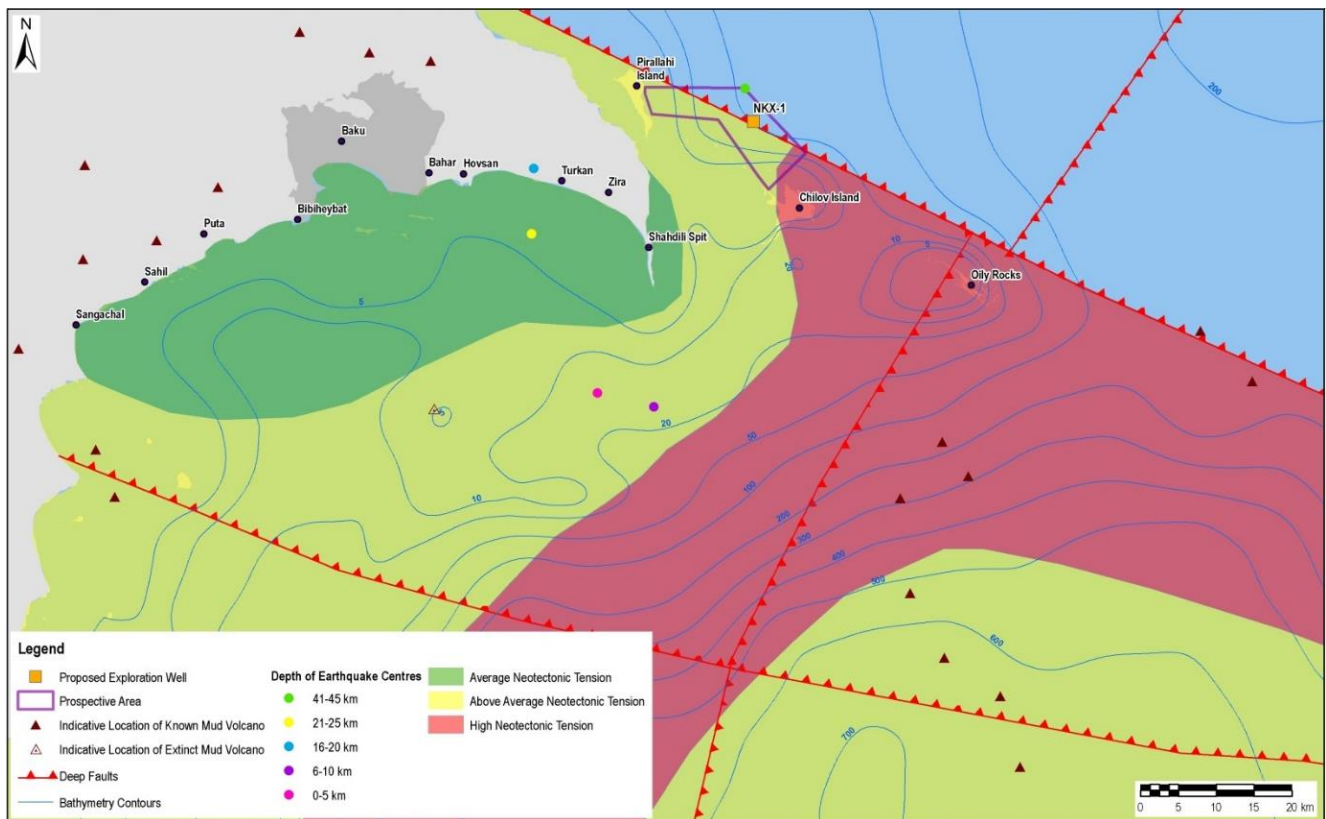 N
Pirallahi
Island
NKX-1
200
Baku
Bahar
Hovsan
Turkan
Zira
Chilov Island
Puta
Bibiheybat
Shahdili Spit
10
5
20
Oily Rocks
Sahil
Sangachal
5
5
20
50
10
100
200
300
400
500
600
700
Legend
Proposed Exploration Well
Prospective Area
Indicative Location of Known Mud Volcano
Indicative Location of Extinct Mud Volcano
Deep Faults
Bathymetry Contours
Depth of Earthquake Centres
41-45 km
21-25 km
16-20 km
6-10 km
0-5 km
Average Neotectonic Tension
Above Average Neotectonic Tension
High Neotectonic Tension
0 5 10 15 20 km